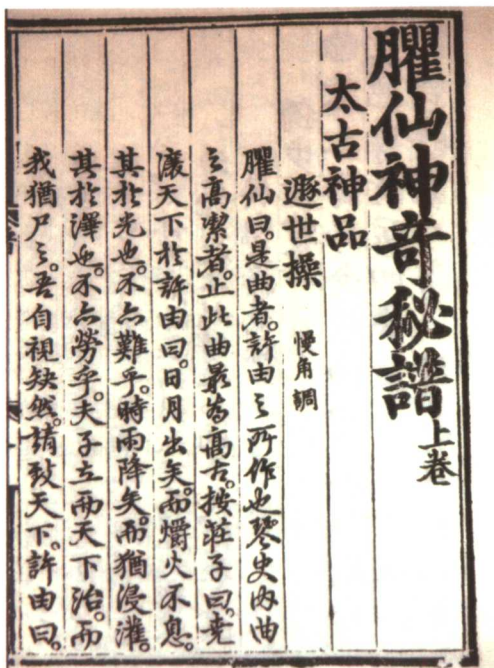 臞仙神奇秘譜上卷
太古神品
遯世操 慢角調
臞仙曰。是曲者。許由之所作也。琴史內曲
之高潔者。止此曲最為高古。按莊子曰。堯
讓天下於許由曰。日月出矣。而爝火不息。
其於光也。不亦難乎。時雨降矣。而猶浸灌。
其於澤也。不亦勞乎。夫子立而天下治。而
我猶尸之。吾自視缺然。請致天下。許由曰。